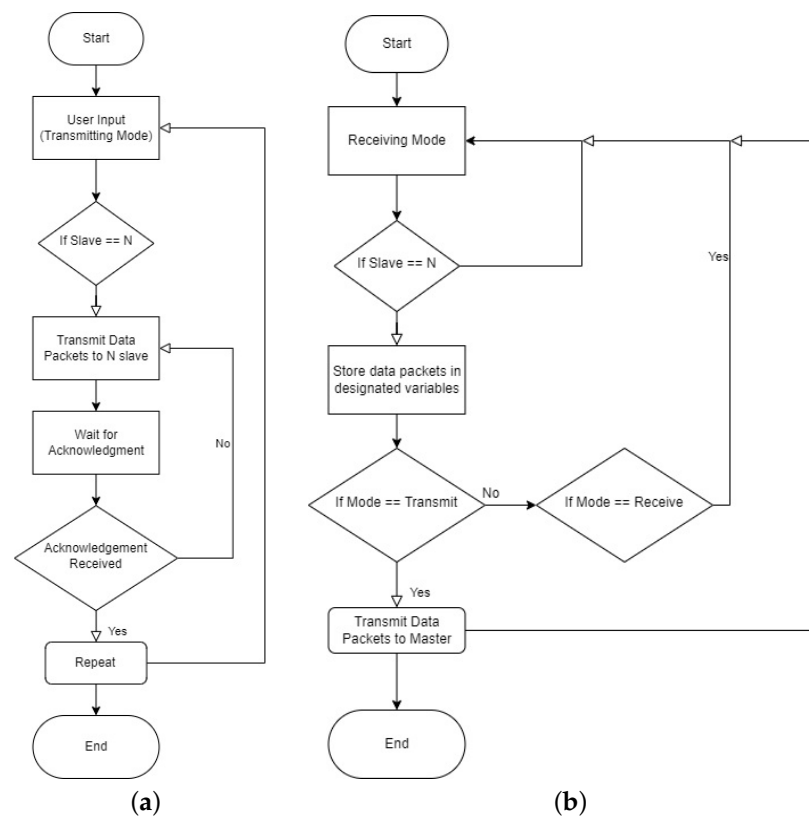 Start
User Input
(Transmitting Mode)
If Slave == N
Transmit Data
Packets to N slave
Wait for
Acknowledgment
No
Acknowledgement
Received
Yes
Repeat
End
(a)
Start
Receiving Mode
If Slave == N
Yes
Store data packets in
designated variables
If Mode == Transmit
No
If Mode == Receive
Yes
Transmit Data
Packets to Master
End
(b)